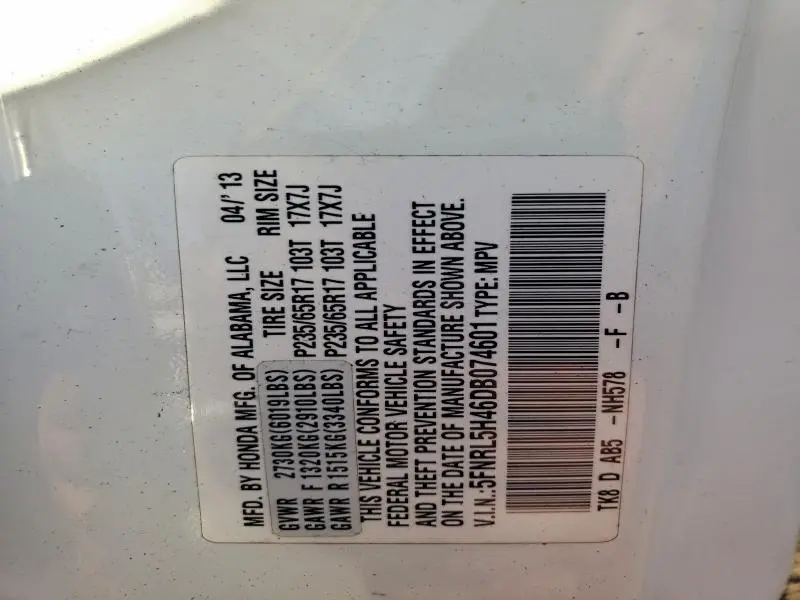 MFD. BY HONDA MFG. OF ALABAMA, LLC 04/'13
TIRE SIZE RIM SIZE
GVWR 2730KG(6019LBS)
GAWR F 1320KG(2910LBS) P235/65R17 103T 17X7J
GAWR R 1515KG(3340LBS) P235/65R17 103T 17X7J
THIS VEHICLE CONFORMS TO ALL APPLICABLE
FEDERAL MOTOR VEHICLE SAFETY
AND THEFT PREVENTION STANDARDS IN EFFECT
ON THE DATE OF MANUFACTURE SHOWN ABOVE.
V.I.N.:5FNRL5H46DB074601 TYPE: MPV
TK8 D AB5 -NH578 -F -B